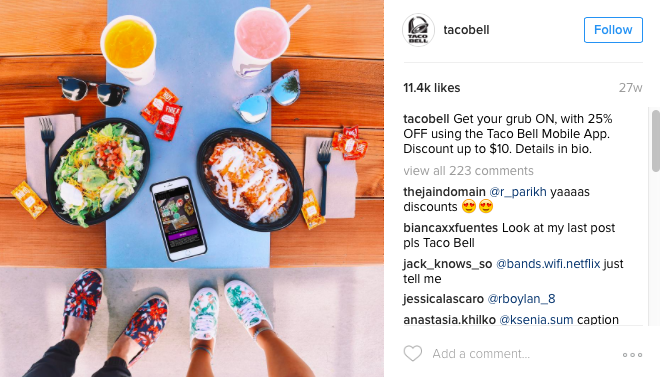 TACO
BELL
tacobell
Follow
11.4k likes
27w
tacobell Get your grub ON, with 25%
OFF using the Taco Bell Mobile App.
Discount up to $10. Details in bio.
view all 223 comments
thejaindomain @r_parikh yaaaas
discounts 😍 😍
biancaxxfuentes Look at my last post
pls Taco Bell
jack_knows_so @bands.wifi.netflix just
tell me
jessicalascaro @rboylan_8
anastasia.khilko @ksenia.sum caption
Add a comment...
FIRE!